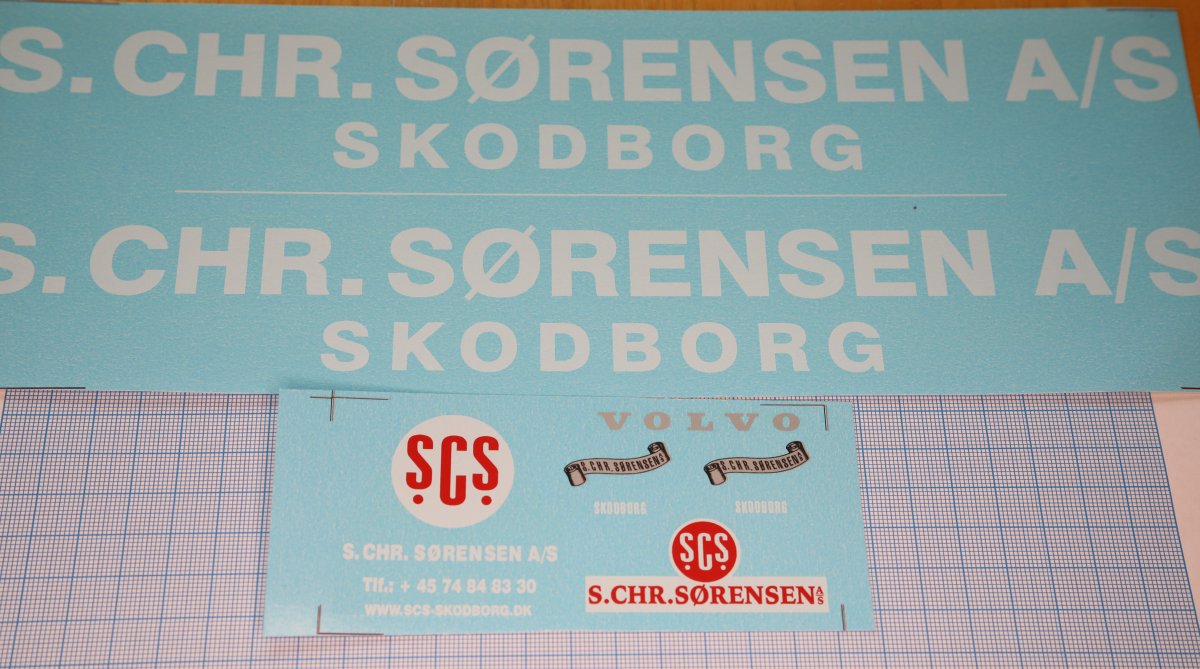 S. CHR. SØRENSEN A/S
SKODBORG
S. CHR. SØRENSEN A/S
SKODBORG
SCS
S. CHR. SØRENSEN A/S
Tlf.: + 45 74 84 83 30
WWW.SCS-SKODBORG.DK
VOLVO
S.CHR.SØRENSEN A/S
SKODBORG
S.CHR.SØRENSEN A/S
SKODBORG
SCS
S.CHR.SØRENSEN A/S